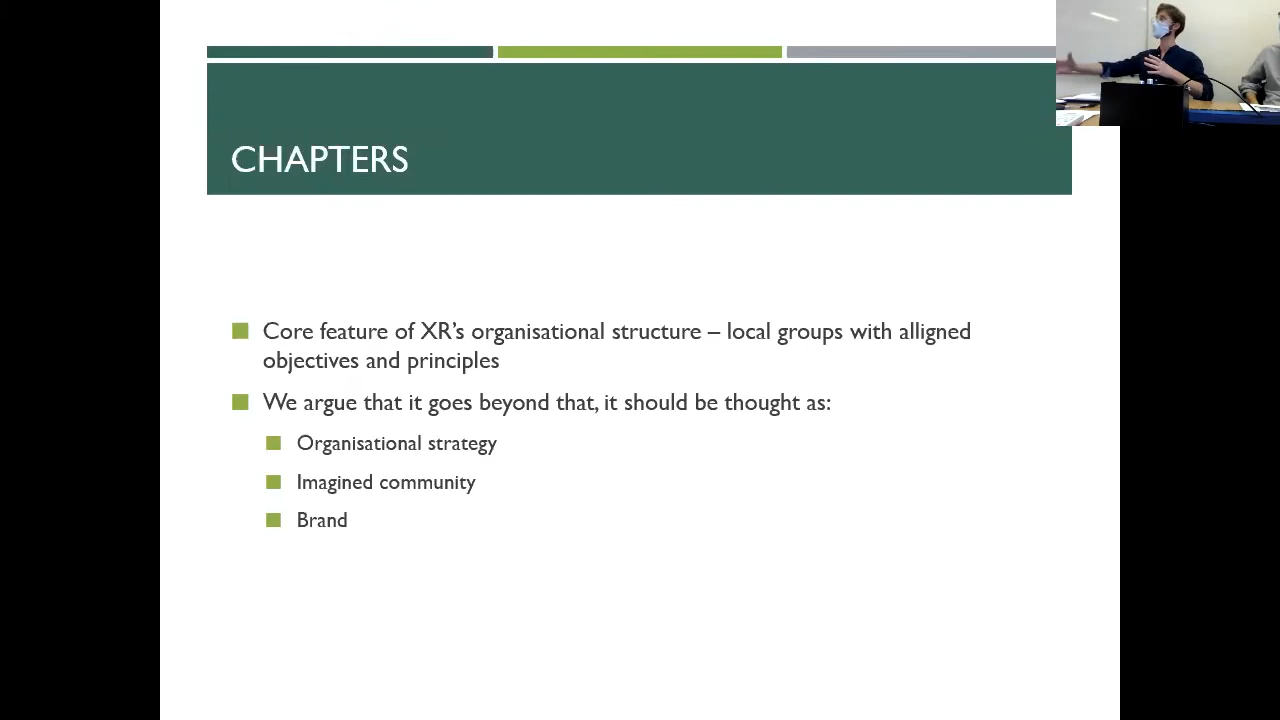 CHAPTERS
Core feature of XR’s organisational structure – local groups with alligned
objectives and principles
We argue that it goes beyond that, it should be thought as:
Organisational strategy
Imagined community
Brand